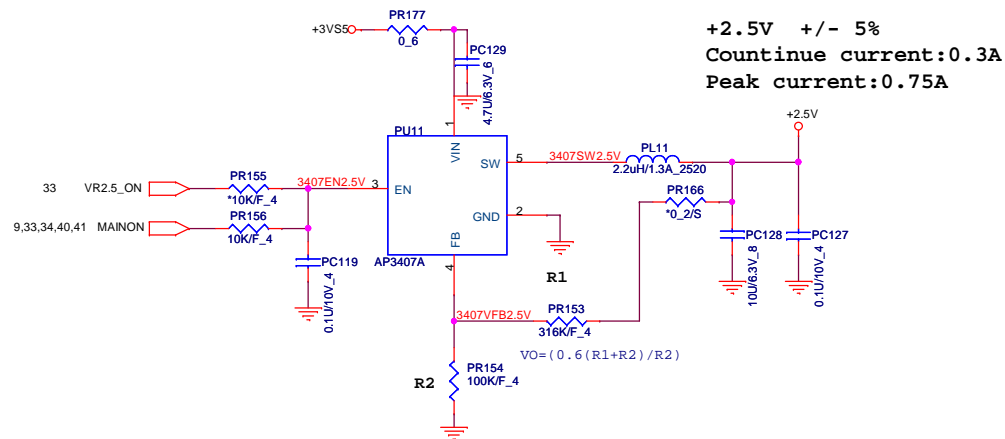 PR177
+3VS5
0_6
PC129
4.7U/6.3V_6
+2.5V +/- 5%
Countinue current:0.3A
Peak current:0.75A
+2.5V
1
PU11
VIN
SW
5
3407SW2.5V
PL11
2.2uH/1.3A_2520
33 VR2.5_ON
PR155
*10K/F_4
3407EN2.5V
3
EN
PR166
*0_2/S
9,33,34,40,41 MAINON
PR156
10K/F_4
GND
2
PC119
0.1U/10V_4
FB
AP3407A
4
R1
PC128
10U/6.3V_8
PC127
0.1U/10V_4
3407VFB2.5V
PR153
316K/F_4
VO=(0.6(R1+R2)/R2)
R2
PR154
100K/F_4